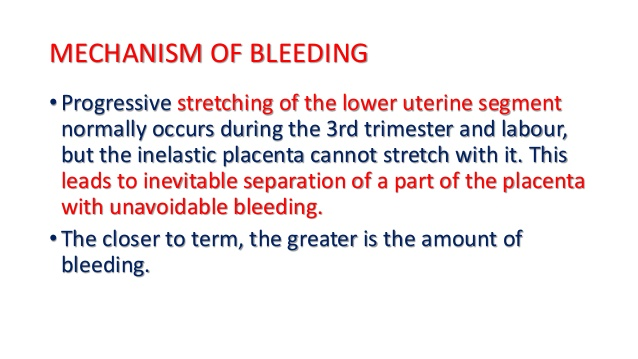 MECHANISM OF BLEEDING
• Progressive stretching of the lower uterine segment
normally occurs during the 3rd trimester and labour,
but the inelastic placenta cannot stretch with it. This
leads to inevitable separation of a part of the placenta
with unavoidable bleeding.
• The closer to term, the greater is the amount of
bleeding.